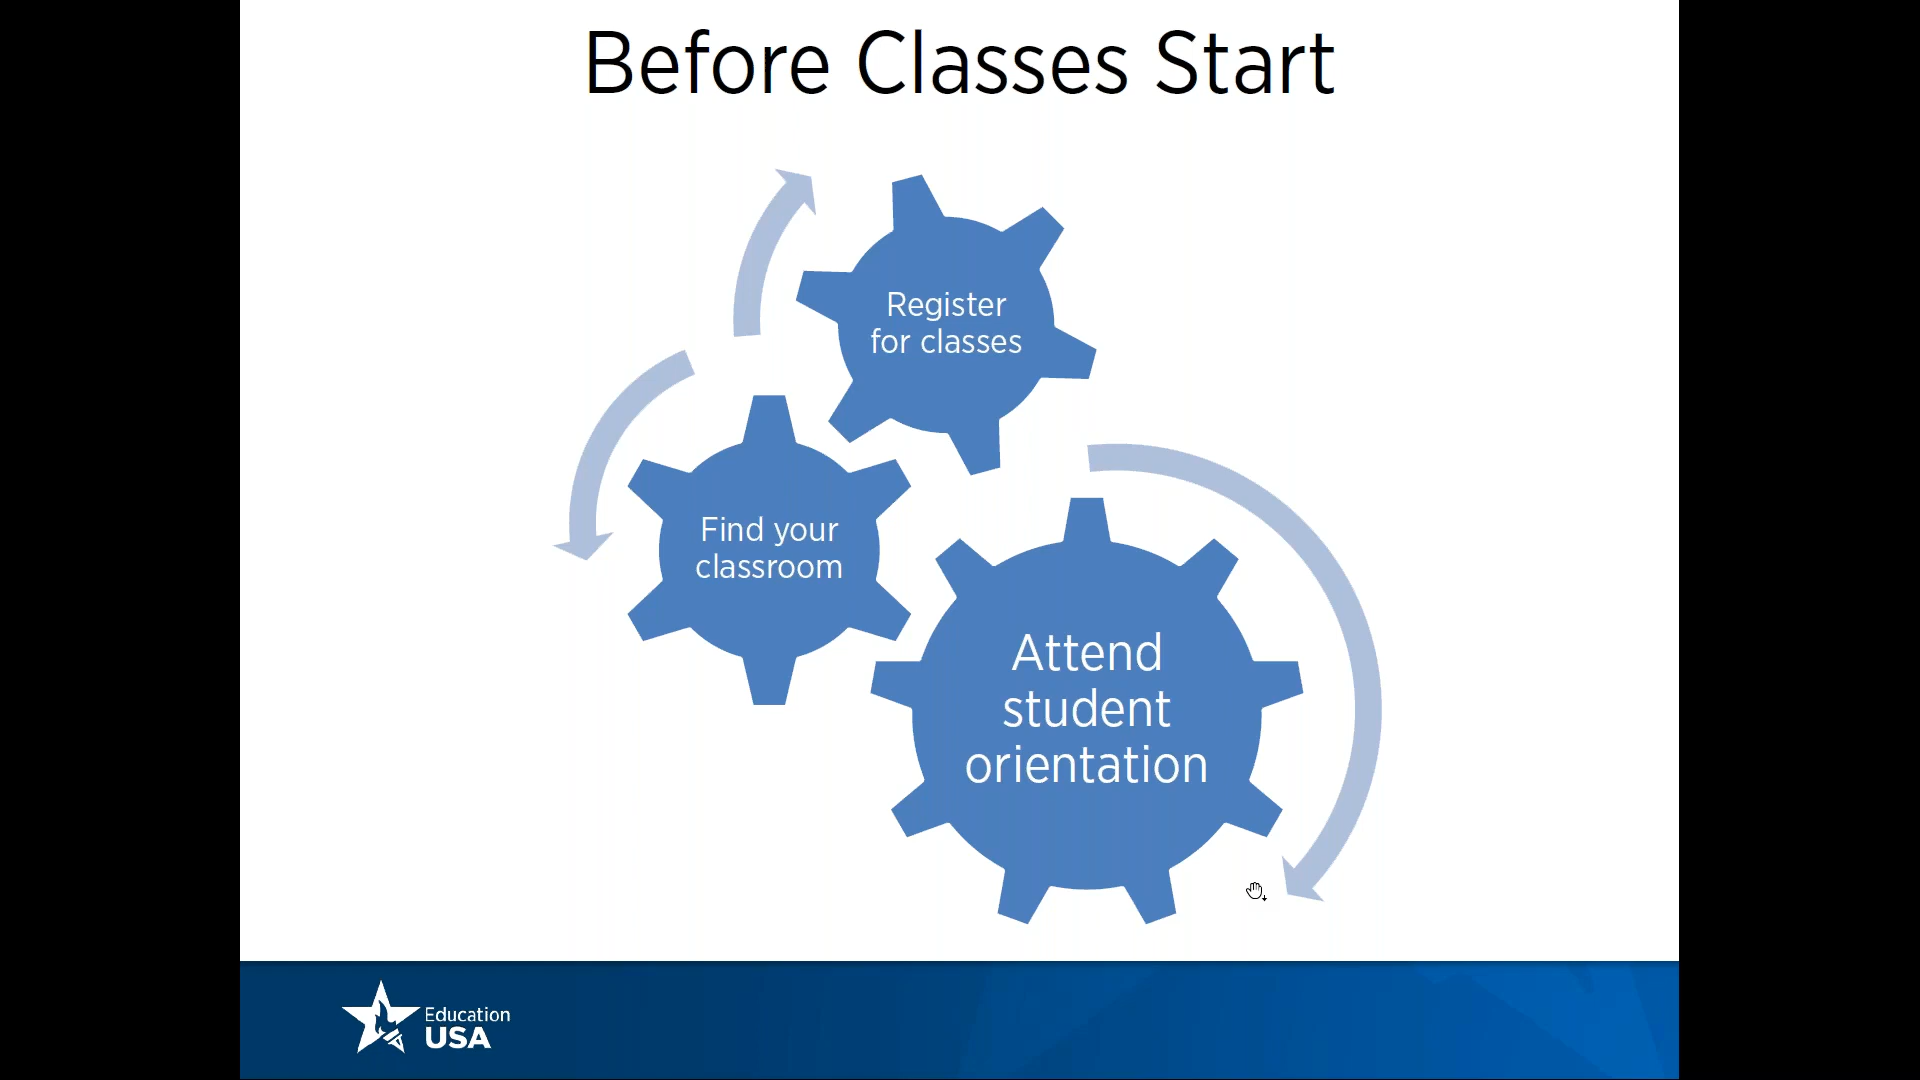 Before Classes Start
Register
for classes
Find your
classroom
Attend
student
orientation
Education
USA